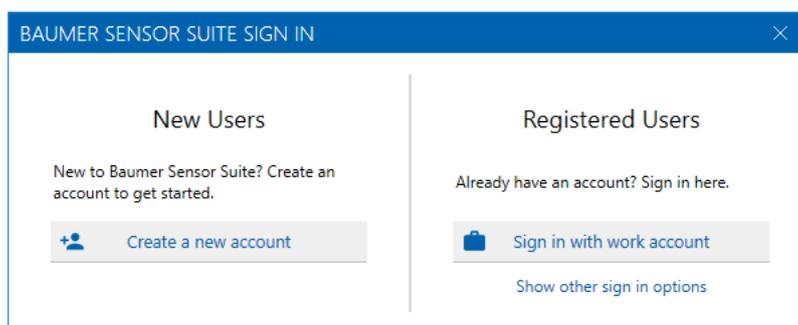 BAUMER SENSOR SUITE SIGN IN
New Users
New to Baumer Sensor Suite? Create an
account to get started.
Create a new account
Registered Users
Already have an account? Sign in here.
Sign in with work account
Show other sign in options